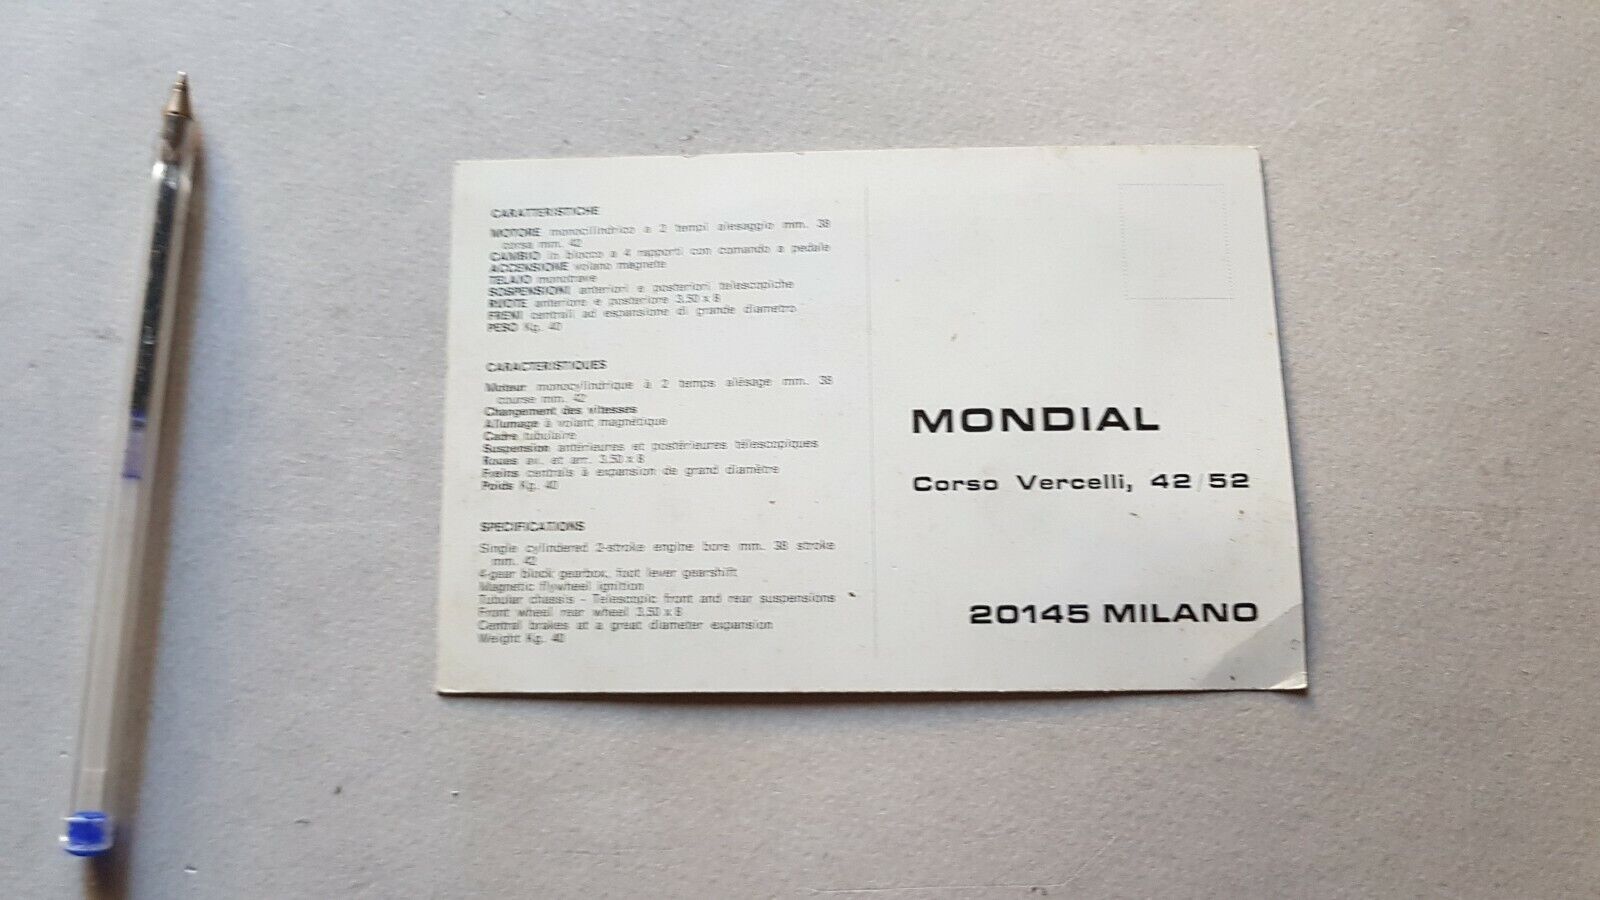 CARATTERISTICHE
MOTORE monocilindrico a 2 tempi alesaggio mm. 38
corsa mm. 42
CAMBIO in blocco a 4 rapporti con comando a pedale
ACCENSIONE volano magnete
TELAIO monotrave
SOSPENSIONI anteriori e posteriori telescopiche
RUOTE anteriore e posteriore 3,50 x 8
FRENI centrali ad espansione di grande diametro
PESO Kg. 40
CARACTERISTIQUES
Moteur monocylindrique à 2 temps alésage mm. 38
course mm. 42
Changement des vitesses
Allumage à volant magnétique
Cadre tubulaire
Suspension antérieures et postérieures télescopiques
Roues av. et arr. 3,50 x 8
Freins centrals à expansion de grand diamètre
Poids Kg. 40
SPECIFICATIONS
Single cylindered 2-stroke engine bore mm. 38 stroke
mm. 42
4-gear block gearbox, foot lever gearshift
Magnetic flywheel ignition
Tubular chassis - Telescopic front and rear suspensions
Front wheel rear wheel 3,50 x 8
Central brakes at a great diameter expansion
Weight Kg. 40
MONDIAL
Corso Vercelli, 42/52
20145 MILANO